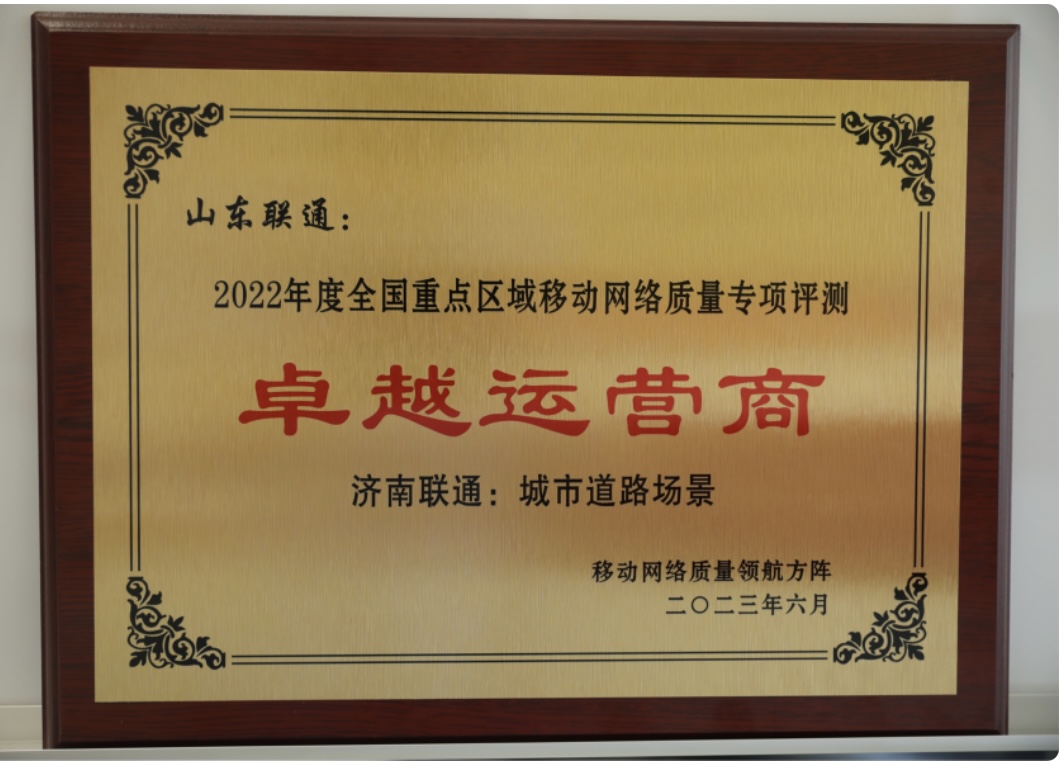 山东联通：
2022年度全国重点区域移动网络质量专项评测
卓越运营商
济南联通：城市道路场景
移动网络质量领航方阵
二〇二三年六月